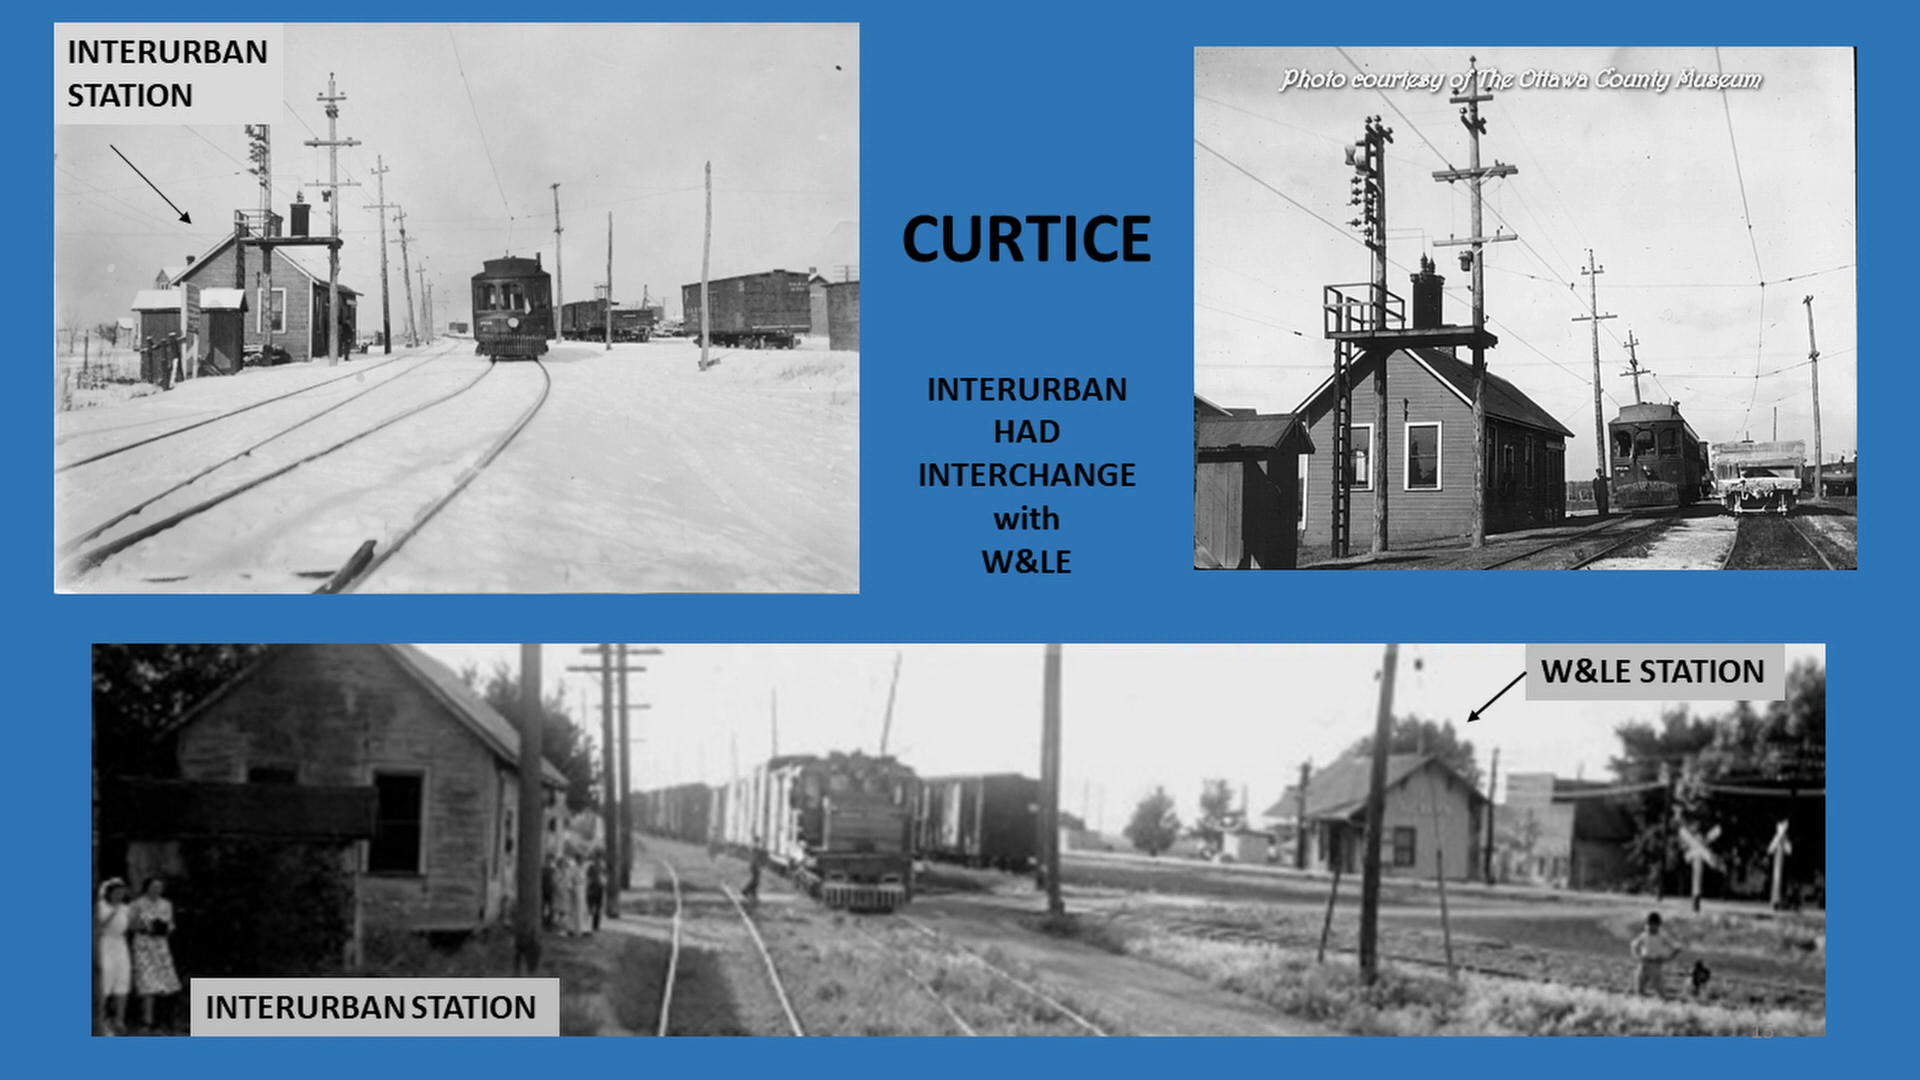 INTERURBAN
STATION
Photo courtesy of The Ottawa County Museum
CURTICE
INTERURBAN
HAD
INTERCHANGE
with
W&LE
W&LE STATION
INTERURBAN STATION
15